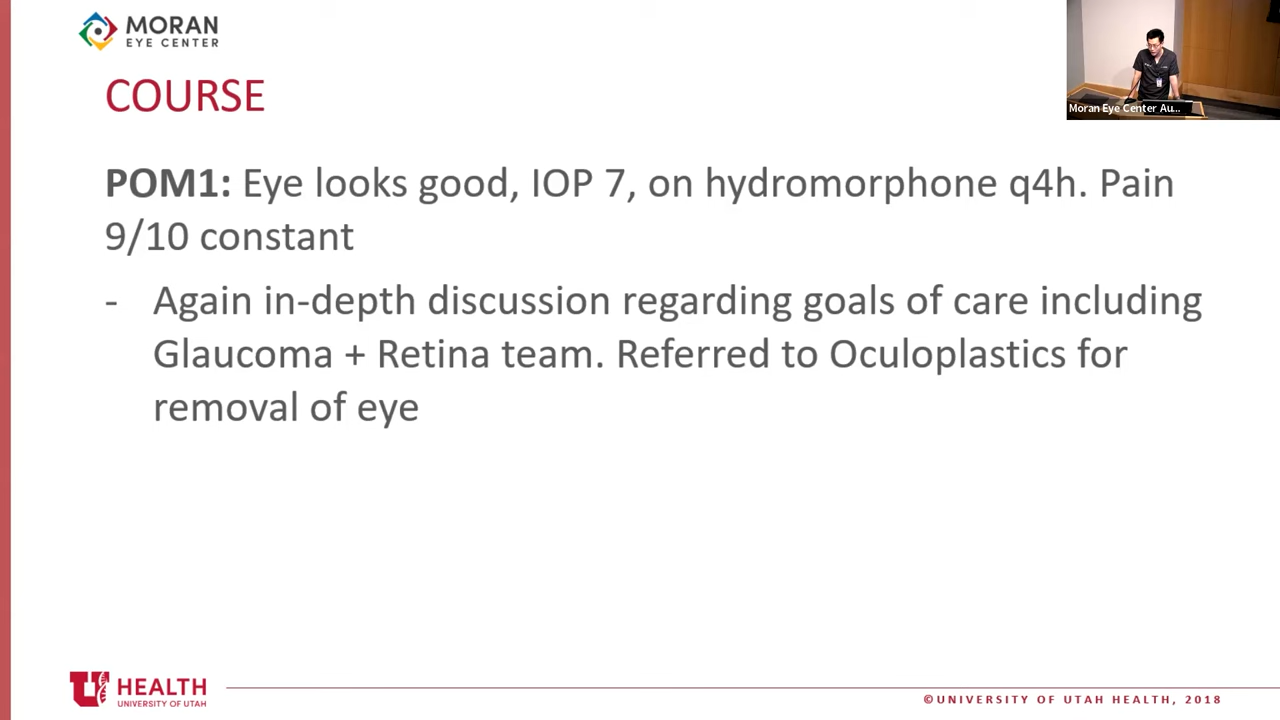 MORAN
EYE CENTER
Moran Eye Center Au...
COURSE
POM1: Eye looks good, IOP 7, on hydromorphone q4h. Pain
9/10 constant
- Again in-depth discussion regarding goals of care including
Glaucoma + Retina team. Referred to Oculoplastics for
removal of eye
U HEALTH
UNIVERSITY OF UTAH
©UNIVERSITY OF UTAH HEALTH, 2018